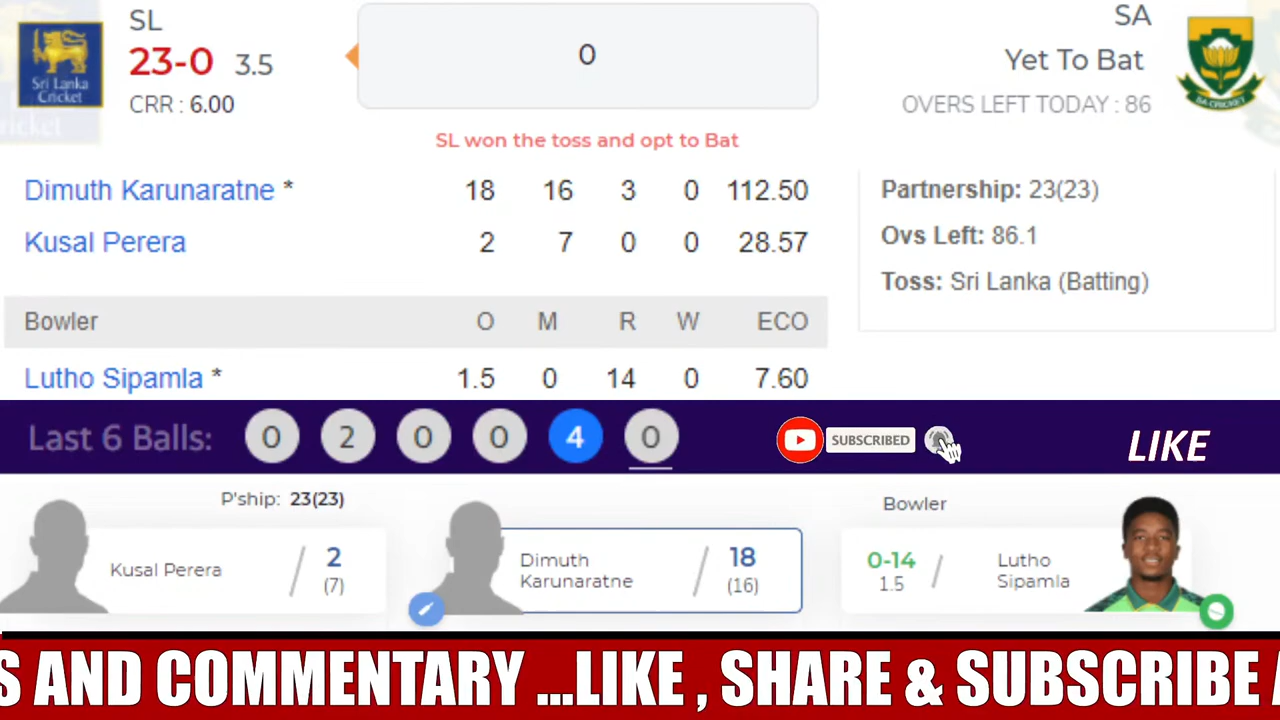 SL
23-0 3.5
CRR : 6.00
Sri Lanka
Cricket
0
SA
Yet To Bat
OVERS LEFT TODAY : 86
SA CRICKET
SL won the toss and opt to Bat
Dimuth Karunaratne * 18 16 3 0 112.50
Kusal Perera 2 7 0 0 28.57
Bowler O M R W ECO
Lutho Sipamla * 1.5 0 14 0 7.60
Partnership: 23(23)
Ovs Left: 86.1
Toss: Sri Lanka (Batting)
Last 6 Balls: 0 2 0 0 4 0
SUBSCRIBED
LIKE
P'ship: 23(23)
Kusal Perera 2
(7)
Dimuth
Karunaratne
18
(16)
Bowler
0-14
1.5
Lutho
Sipamla
S AND COMMENTARY ...LIKE , SHARE & SUBSCRIBE A